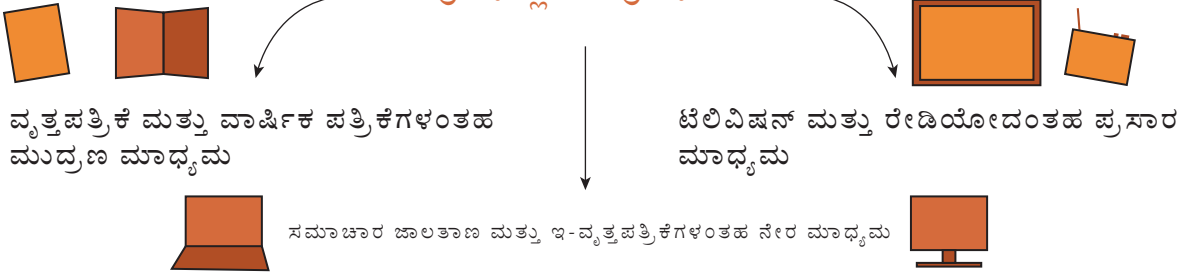 ವೃತ್ತಪತ್ರಿಕೆ ಮತ್ತು ವಾರ್ಷಿಕ ಪತ್ರಿಕೆಗಳಂತಹ
ಮುದ್ರಣ ಮಾಧ್ಯಮ
ಟೆಲಿವಿಷನ್ ಮತ್ತು ರೇಡಿಯೋದಂತಹ ಪ್ರಸಾರ
ಮಾಧ್ಯಮ
ಸಮಾಚಾರ ಜಾಲತಾಣ ಮತ್ತು ಇ-ವೃತ್ತಪತ್ರಿಕೆಗಳಂತಹ ನೇರ ಮಾಧ್ಯಮ